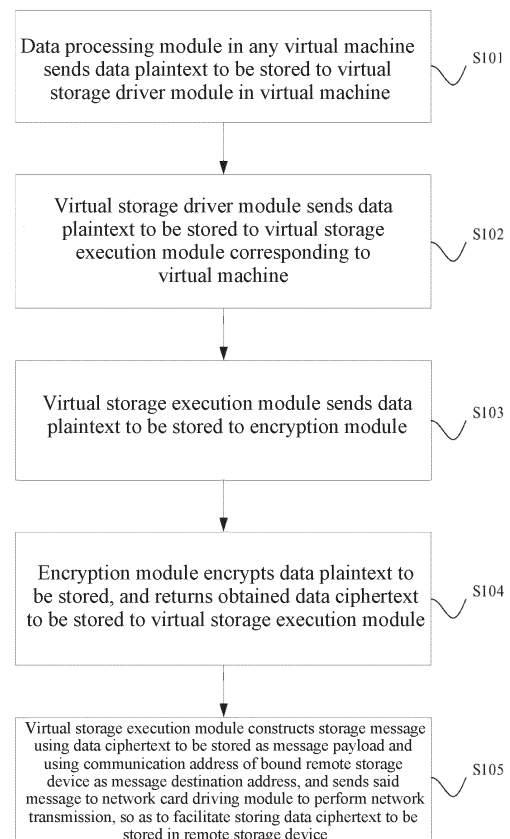 Data processing module in any virtual machine
sends data plaintext to be stored to virtual
storage driver module in virtual machine
S101
Virtual storage driver module sends data
plaintext to be stored to virtual storage
execution module corresponding to
virtual machine
S102
Virtual storage execution module sends data
plaintext to be stored to encryption module
S103
Encryption module encrypts data plaintext to
be stored, and returns obtained data ciphertext
to be stored to virtual storage execution module
S104
Virtual storage execution module constructs storage message
using data ciphertext to be stored as message payload and
using communication address of bound remote storage
device as message destination address, and sends said
message to network card driving module to perform network
transmission, so as to facilitate storing data ciphertext to be
stored in remote storage device
S105